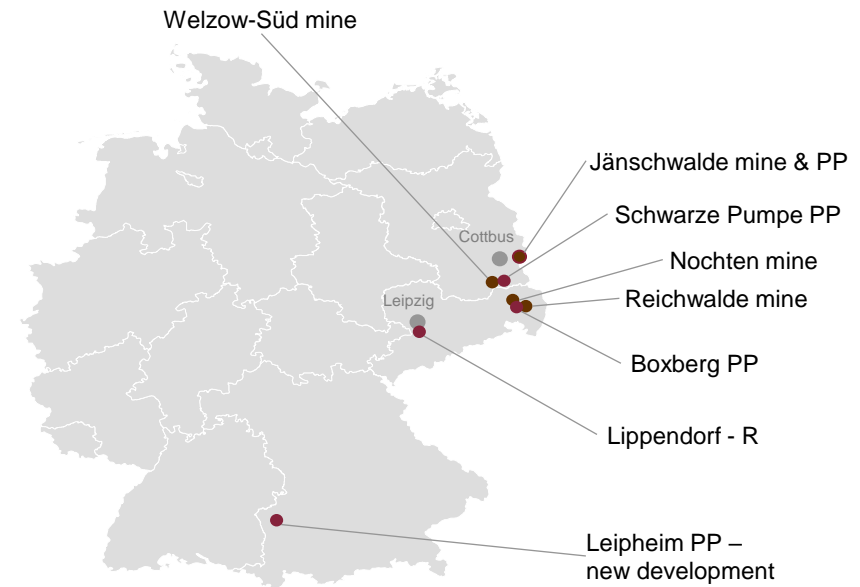 Welzow-Süd mine
Jänschwalde mine & PP
Schwarze Pumpe PP
Cottbus
Nochten mine
Reichwalde mine
Leipzig
Boxberg PP
Lippendorf - R
Leipheim PP –
new development